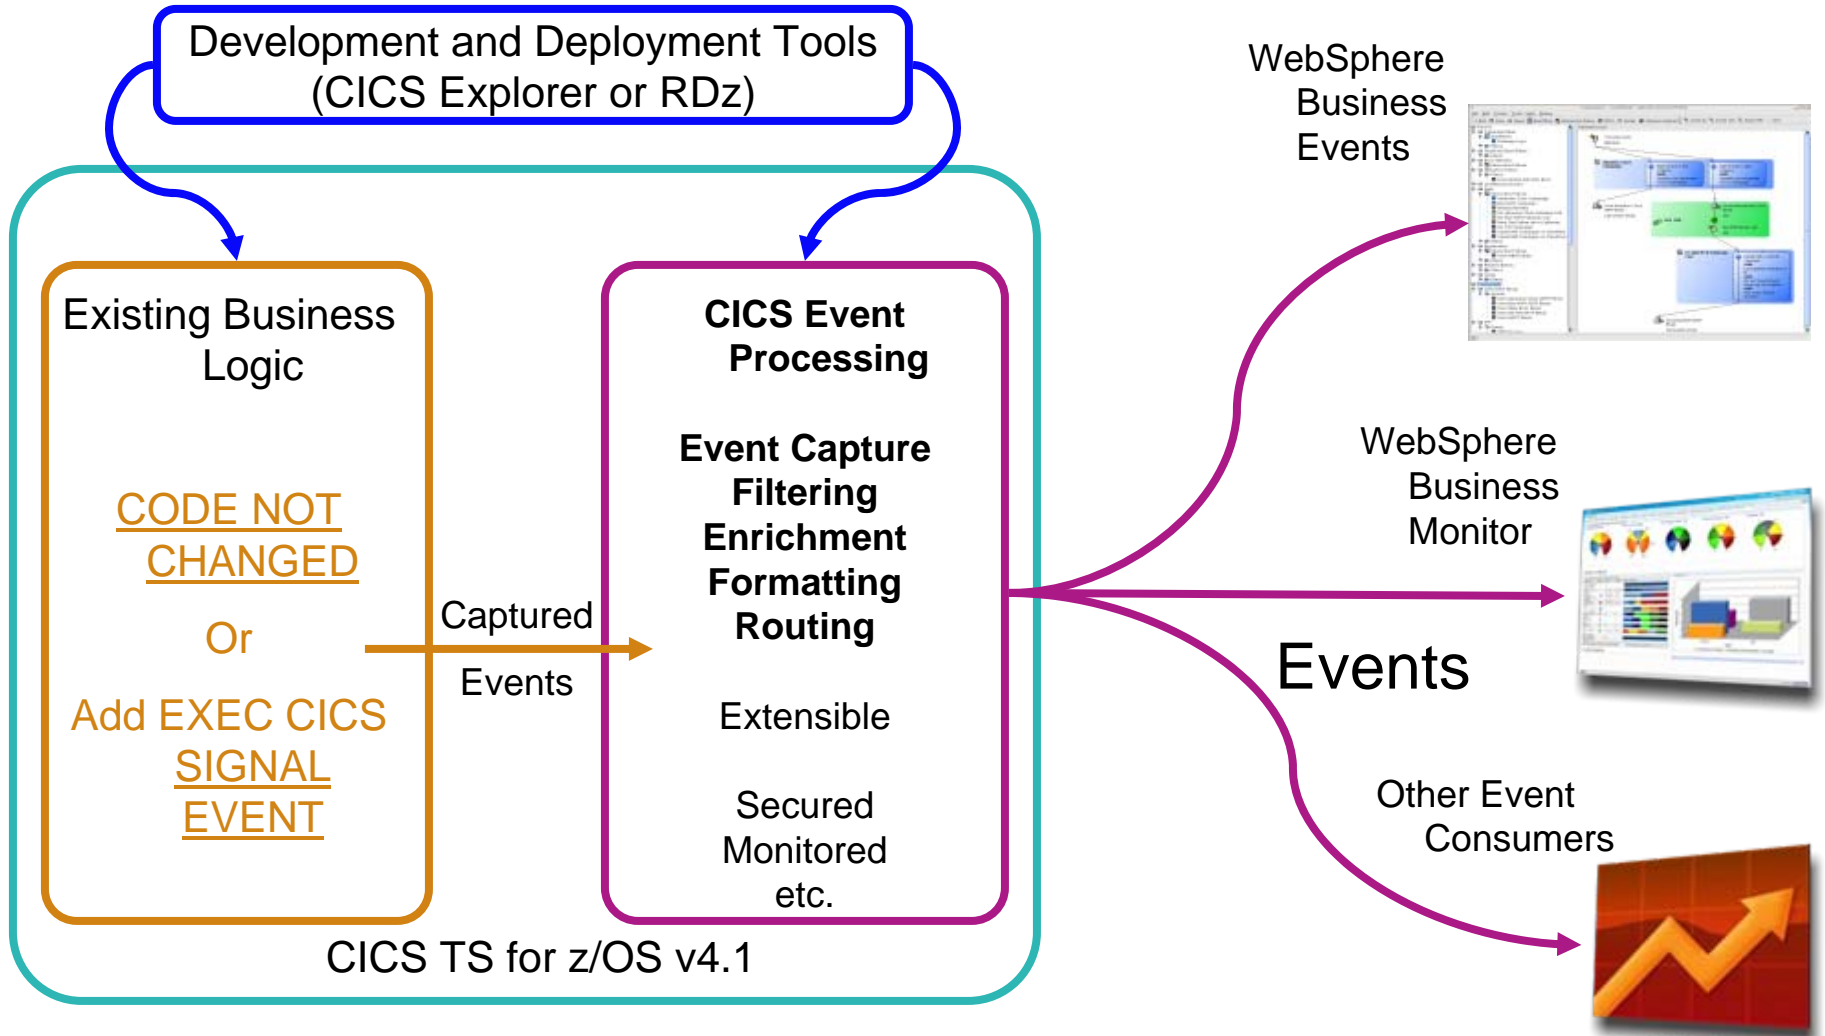 Development and Deployment Tools
(CICS Explorer or RDz)
Existing Business
Logic
CODE NOT
CHANGED
Or
Add EXEC CICS
SIGNAL
EVENT
Captured
Events
CICS Event
Processing
Event Capture
Filtering
Enrichment
Formatting
Routing
Extensible
Secured
Monitored
etc.
CICS TS for z/OS v4.1
WebSphere
Business
Events
WebSphere
Business
Monitor
Events
Other Event
Consumers